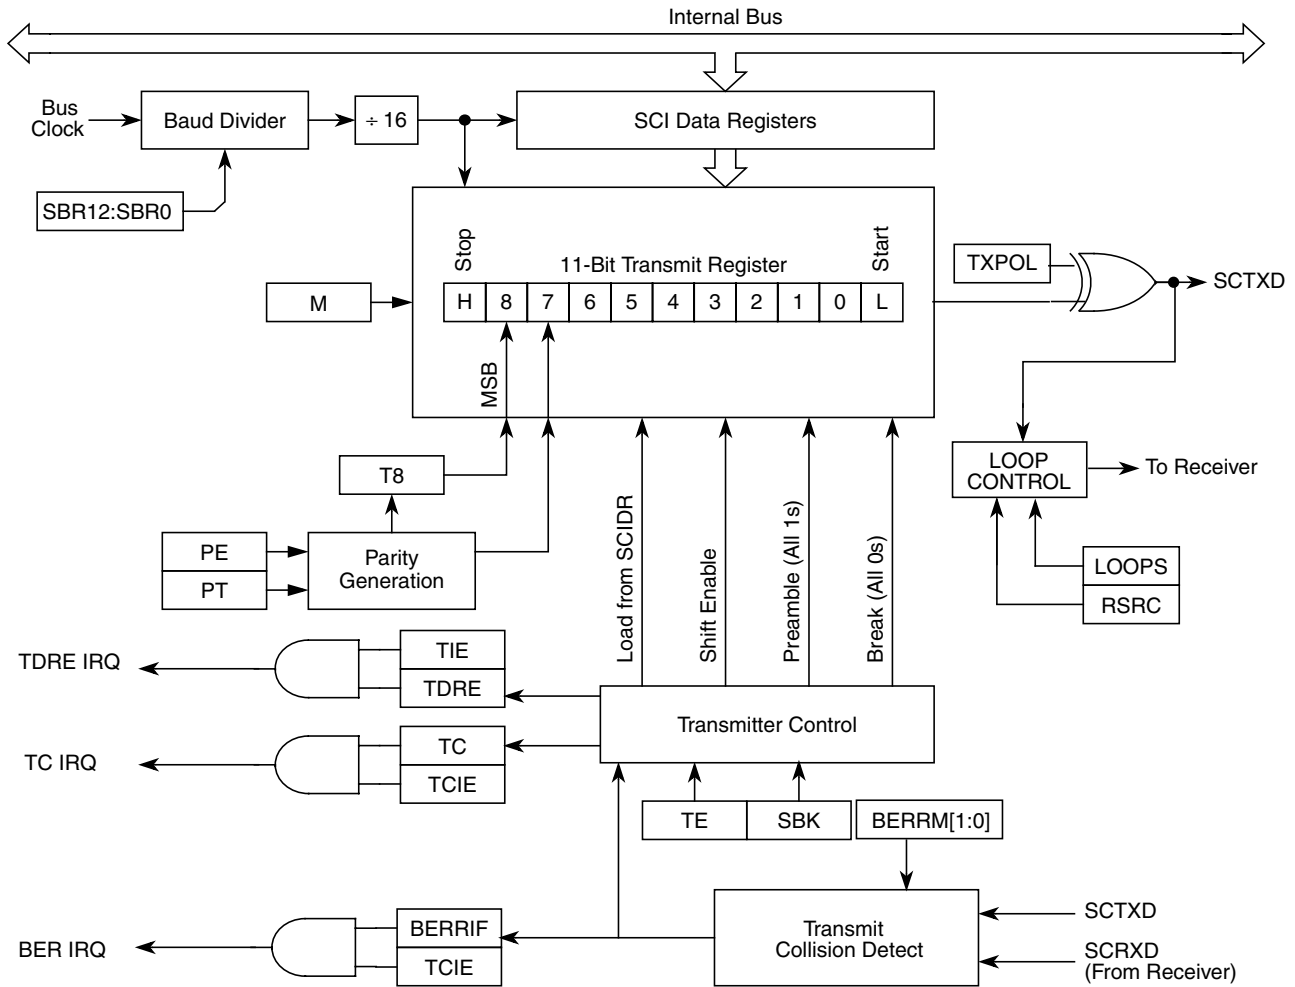 Internal Bus
Bus
Clock
Baud Divider
÷ 16
SCI Data Registers
SBR12:SBR0
Stop
11-Bit Transmit Register
Start
M
H 8 7 6 5 4 3 2 1 0 L
MSB
TXPOL
SCTXD
LOOP
CONTROL
To Receiver
LOOPS
RSRC
T8
PE
PT
Parity
Generation
Load from SCIDR
Shift Enable
Preamble (All 1s)
Break (All 0s)
TDRE IRQ
TIE
TDRE
TC IRQ
TC
TCIE
Transmitter Control
TE
SBK
BERRM[1:0]
BER IRQ
BERRIF
TCIE
Transmit
Collision Detect
SCTXD
SCRXD
(From Receiver)